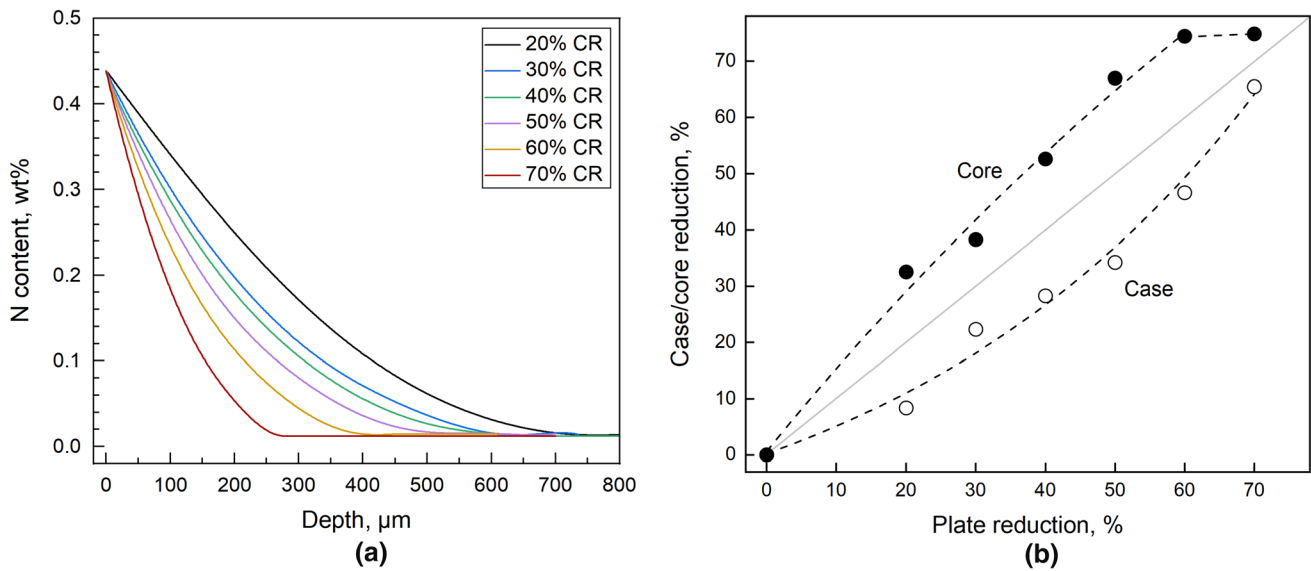 0.5
0.4
0.3
0.2
0.1
0.0
N content, wt%
20% CR
30% CR
40% CR
50% CR
60% CR
70% CR
0 100 200 300 400 500 600 700 800
Depth, µm
(a)
70
60
50
40
30
20
10
0
Case/core reduction, %
Core
Case
0 20 30 40 50 60 70
Plate reduction, %
(b)